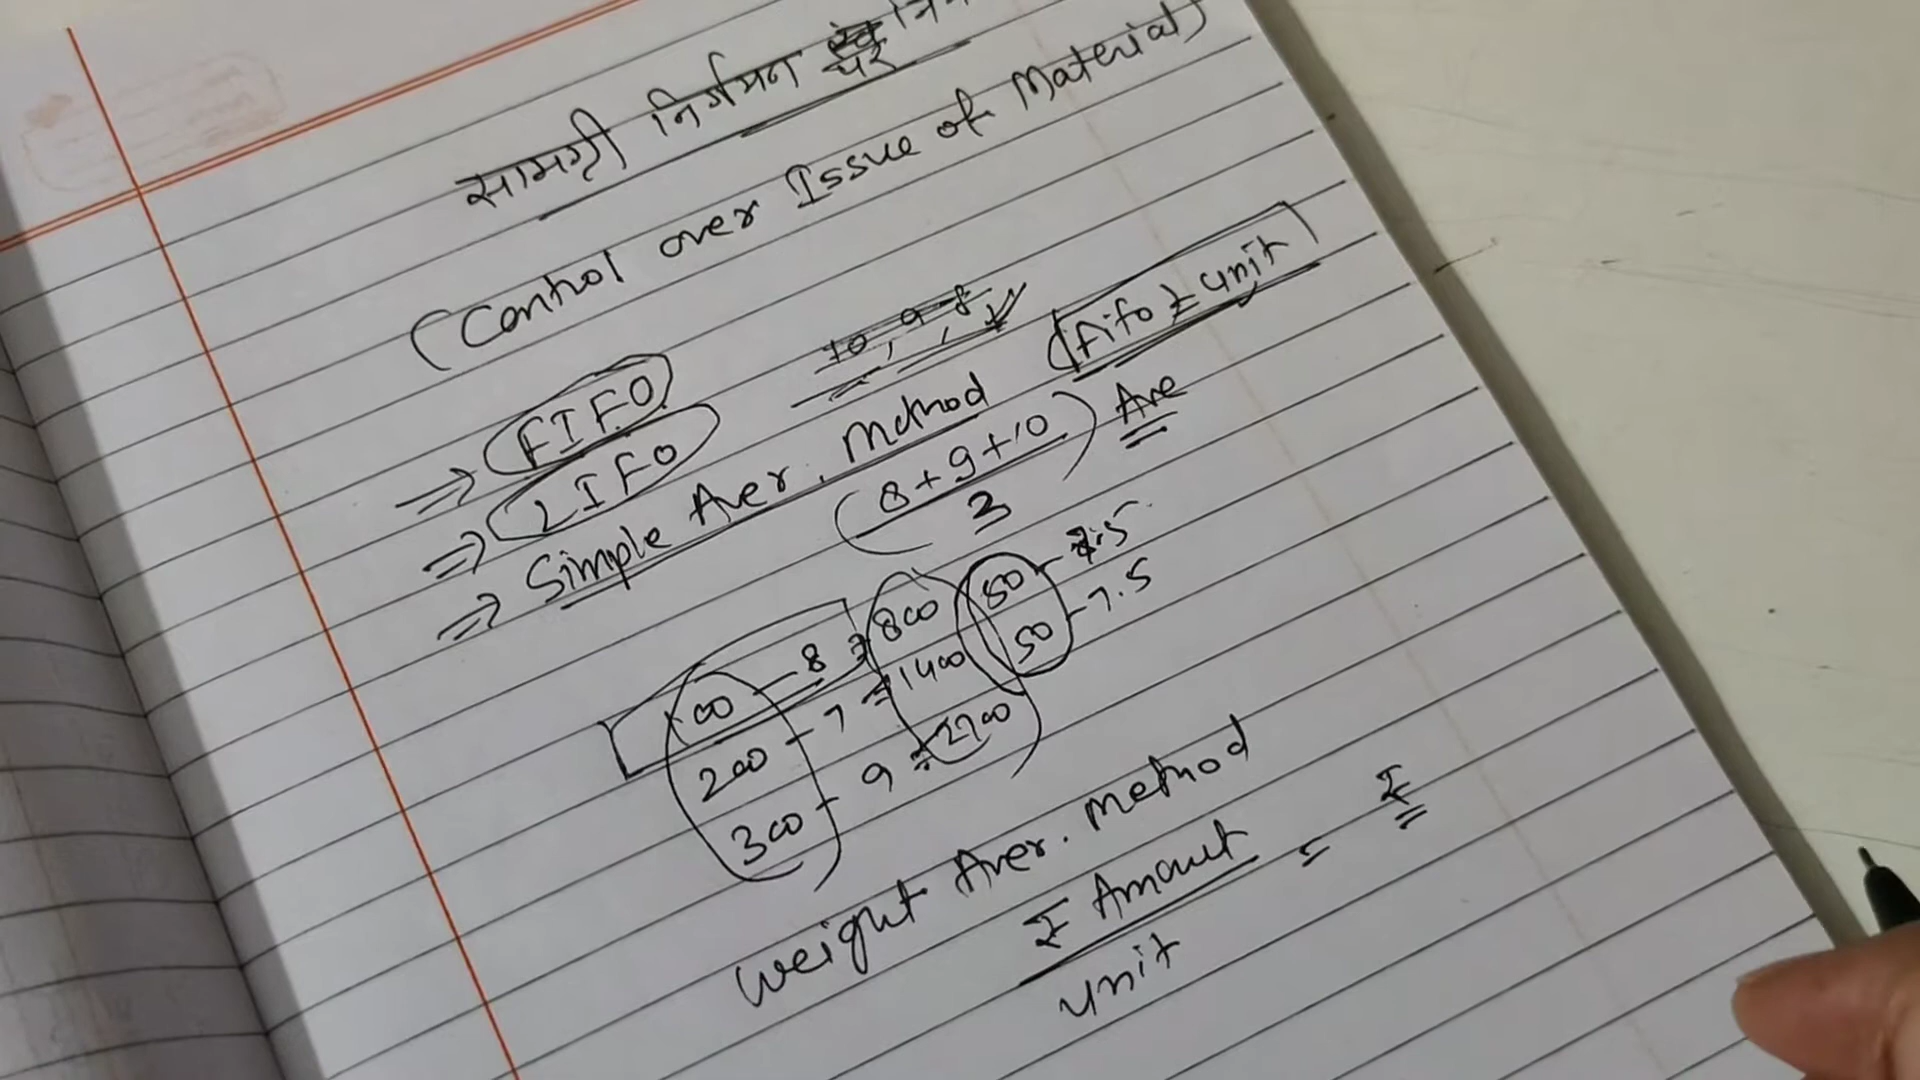 सामग्री निर्गमन पर
(Control over Issue of Material)
10, 9, 8
(Fifo ≠ unit)
⇒ FIFO
⇒ LIFO
⇒ Simple Aver. Method (8+9+10) Ave
3
100 - 8 = 800 50 - 7.5
200 - 7 = 1400 50 - 7.5
300 - 9 = 2700
Weight Aver. Method
Σ Amount = ₹
unit